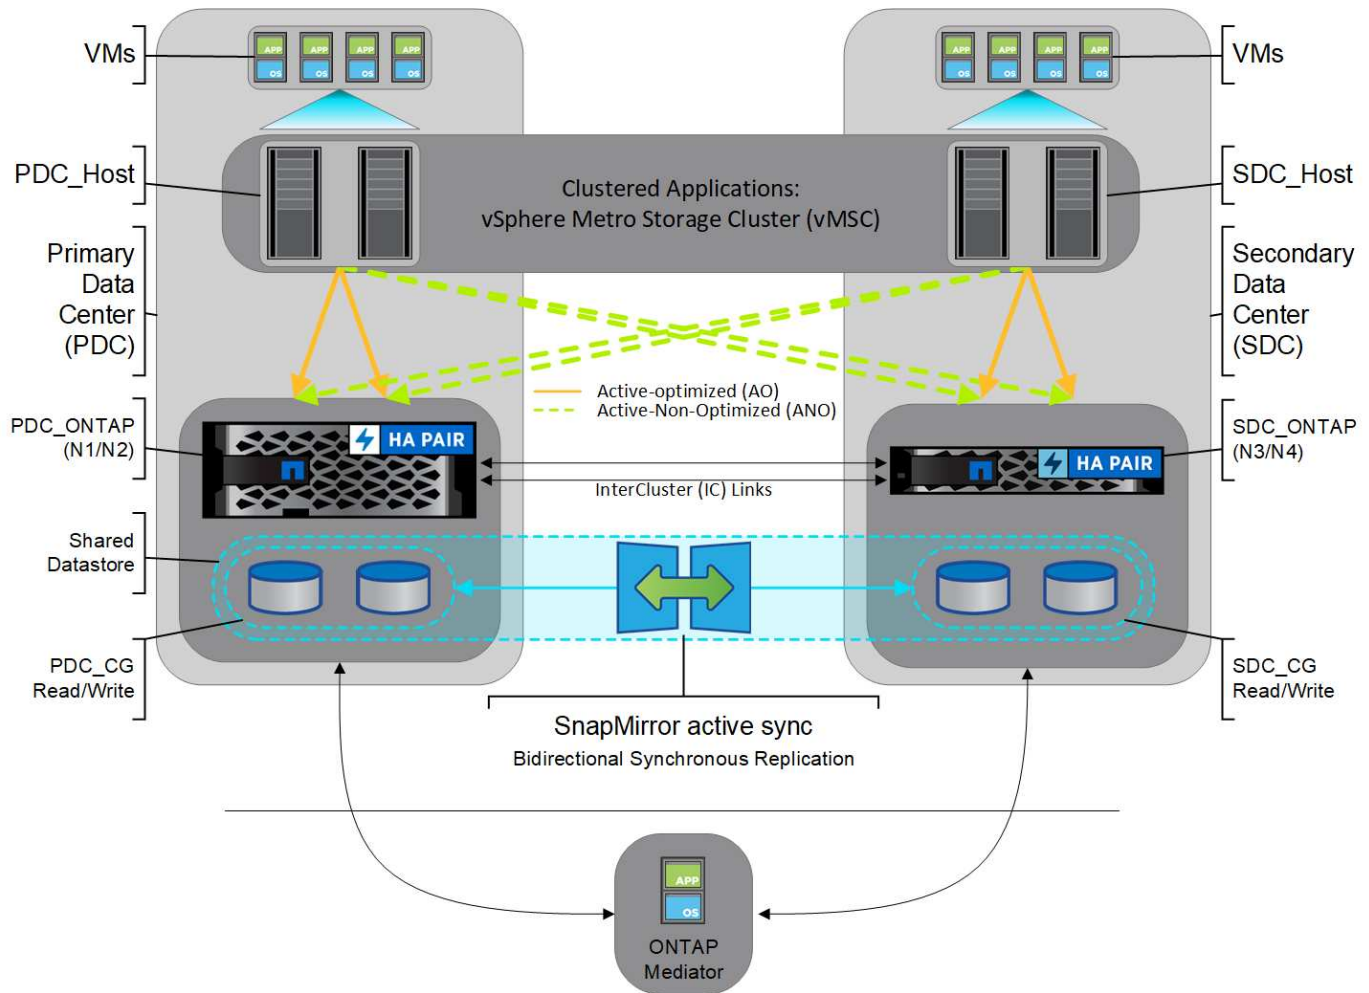 VMs
APP APP APP APP
OS OS OS OS
APP APP APP APP
OS OS OS OS
VMs
PDC_Host
Clustered Applications:
vSphere Metro Storage Cluster (vMSC)
SDC_Host
Primary
Data
Center
(PDC)
Secondary
Data
Center
(SDC)
Active-optimized (AO)
Active-Non-Optimized (ANO)
PDC_ONTAP
(N1/N2)
HA PAIR
HA PAIR
SDC_ONTAP
(N3/N4)
InterCluster (IC) Links
Shared
Datastore
PDC_CG
Read/Write
SDC_CG
Read/Write
SnapMirror active sync
Bidirectional Synchronous Replication
APP
OS
ONTAP
Mediator